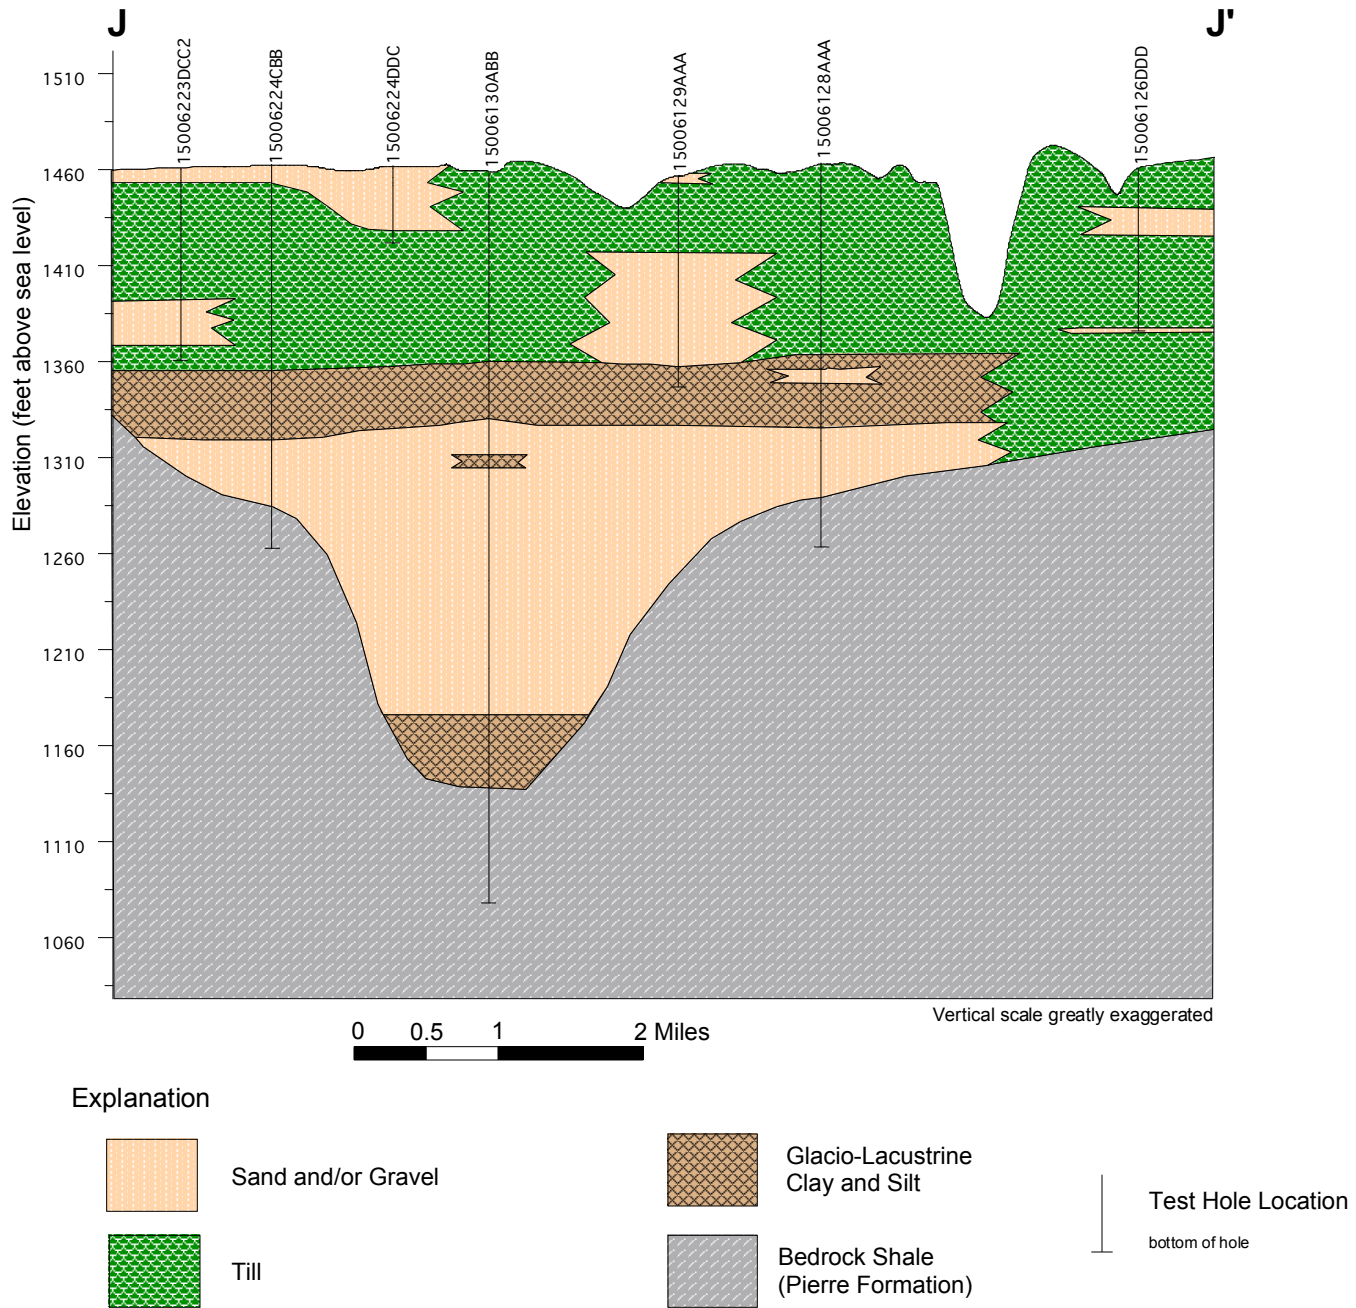 J
J'
15006223DCC2
15006224CBB
15006224DDC
15006130ABB
15006129AAA
15006128AAA
15006126DDD
Elevation (feet above sea level)
1510
1460
1410
1360
1310
1260
1210
1160
1110
1060
Vertical scale greatly exaggerated
0 0.5 1 2 Miles
Explanation
Sand and/or Gravel
Till
Glacio-Lacustrine
Clay and Silt
Bedrock Shale
(Pierre Formation)
Test Hole Location
bottom of hole